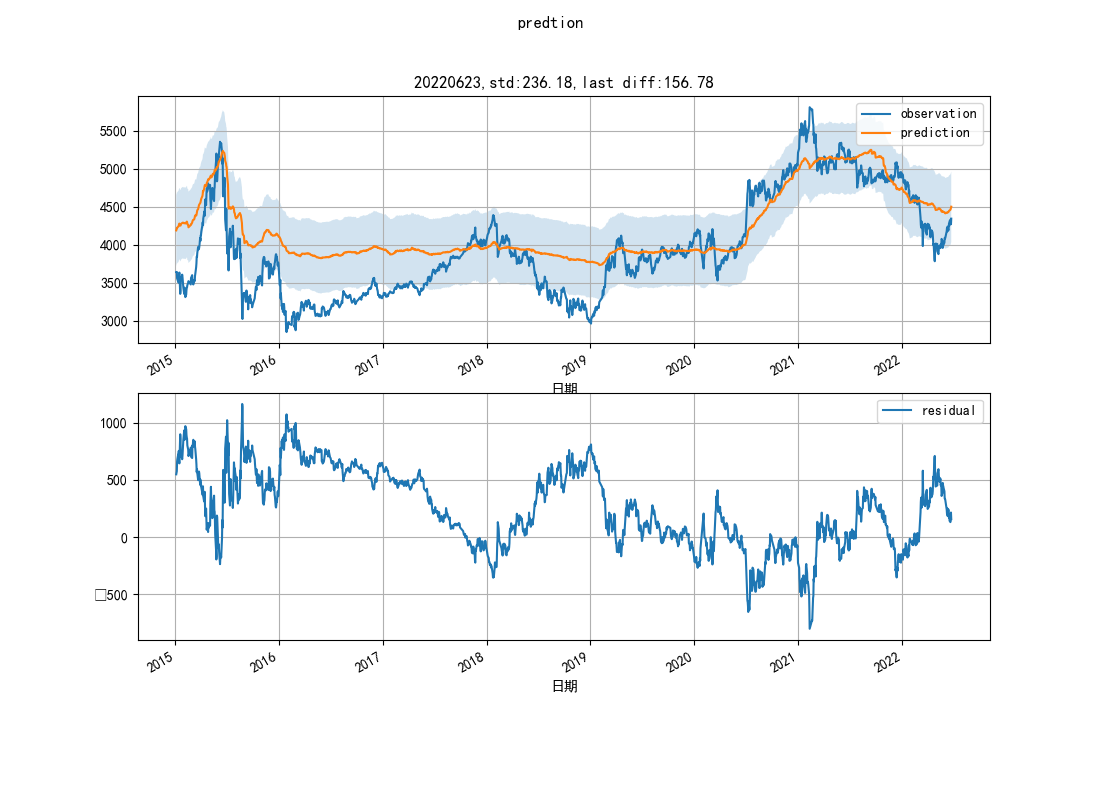 predtion
20220623,std:236.18,last diff:156.78
observation
prediction
5500
5000
4500
4000
3500
3000
2015 2016 2017 2018 2019 2020 2021 2022
日期
residual
1000
500
0
□500
2015 2016 2017 2018 2019 2020 2021 2022
日期